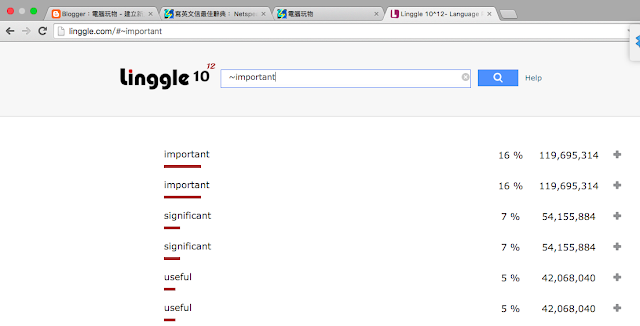 Blogger：電腦玩物 - 建立
寫英文信最佳辭典！Netspe
電腦玩物
Linggle 10^12- Language
linggle.com/#~important
Linggle 10 12
~important
Help
important 16 % 119,695,314
important 16 % 119,695,314
significant 7 % 54,155,884
significant 7 % 54,155,884
useful 5 % 42,068,040
useful 5 % 42,068,040